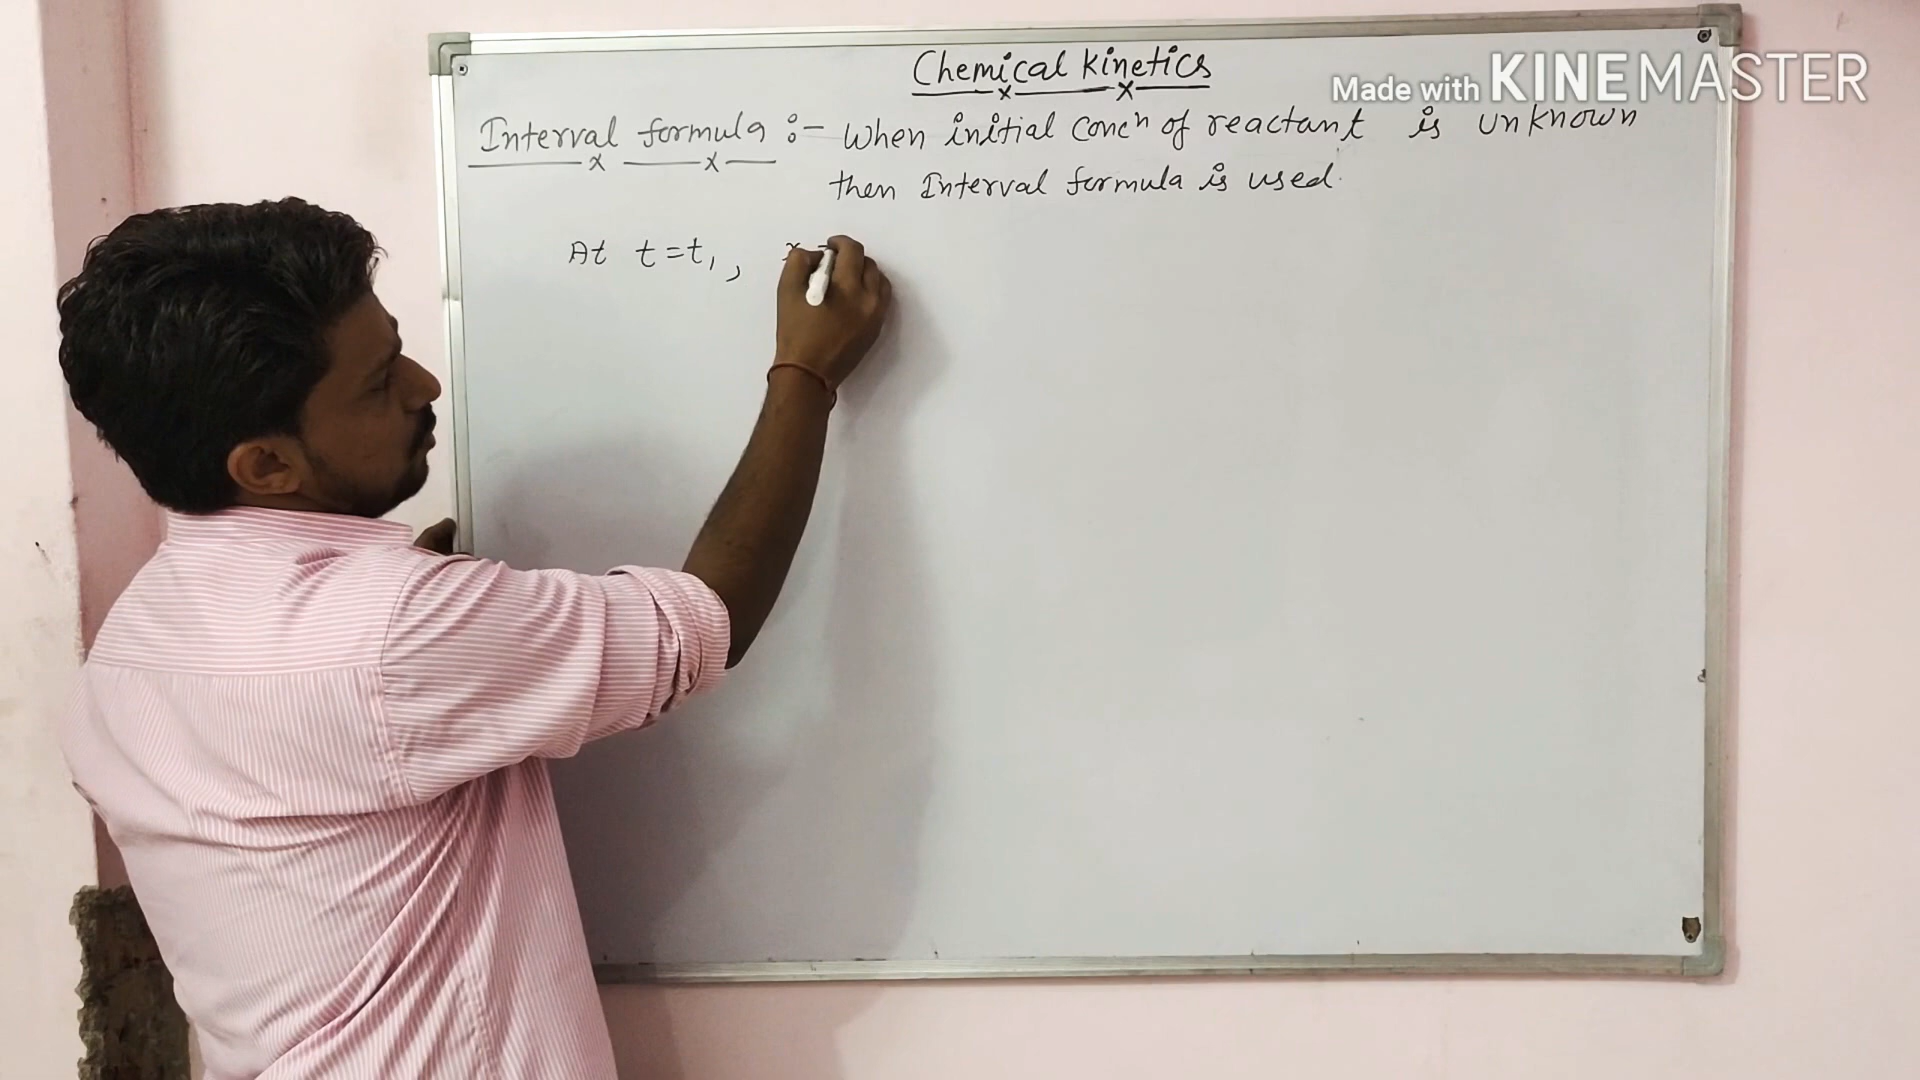 Chemical kinetics
Made with KINEMASTER
Interval formula :- When initial concⁿ of reactant is unknown
then Interval formula is used.
At t=t₁, x =